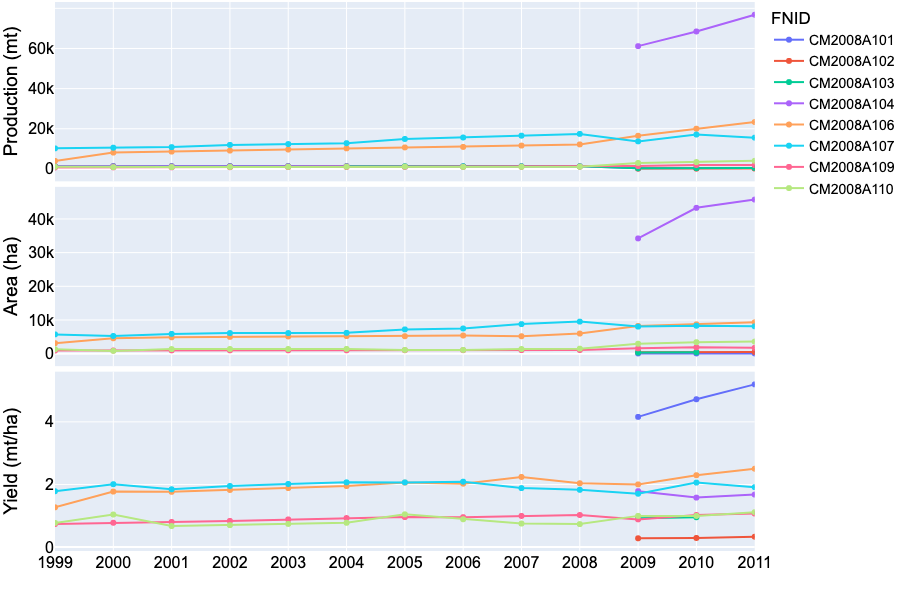 FNID
CM2008A101
CM2008A102
CM2008A103
CM2008A104
CM2008A106
CM2008A107
CM2008A109
CM2008A110
Production (mt)
60k
40k
20k
0
Area (ha)
40k
30k
20k
10k
0
Yield (mt/ha)
4
2
0
1999 2000 2001 2002 2003 2004 2005 2006 2007 2008 2009 2010 2011